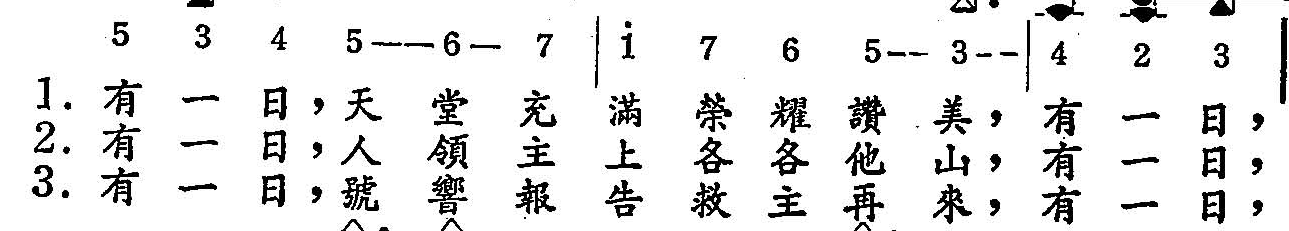 5 3 4 5——6— 7 | i 7 6 5-- 3--| 4 2 3
1. 有一日，天堂充滿榮耀讚美，有一日，
2. 有一日，人領主上各各他山，有一日，
3. 有一日，號響報告救主再來，有一日，